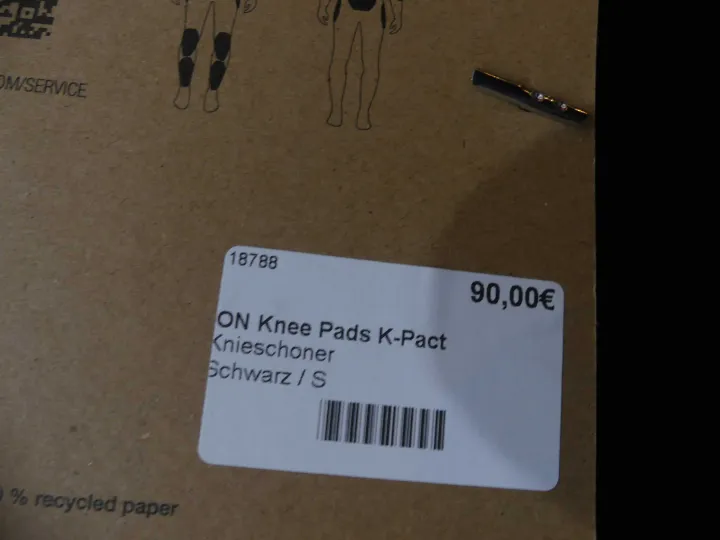 OM/SERVICE
18788
90,00€
ON Knee Pads K-Pact
Knieschoner
Schwarz / S
% recycled paper